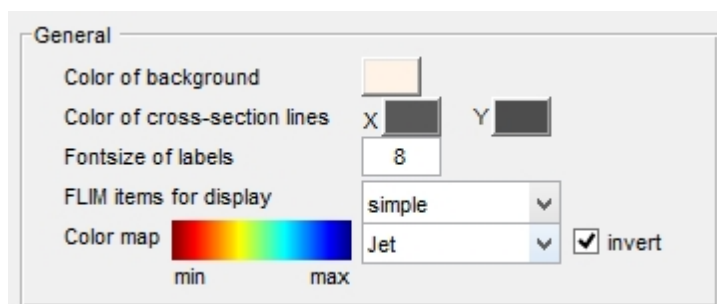 General
Color of background
Color of cross-section lines X Y
Fontsize of labels 8
FLIM items for display simple
Color map Jet invert
min max